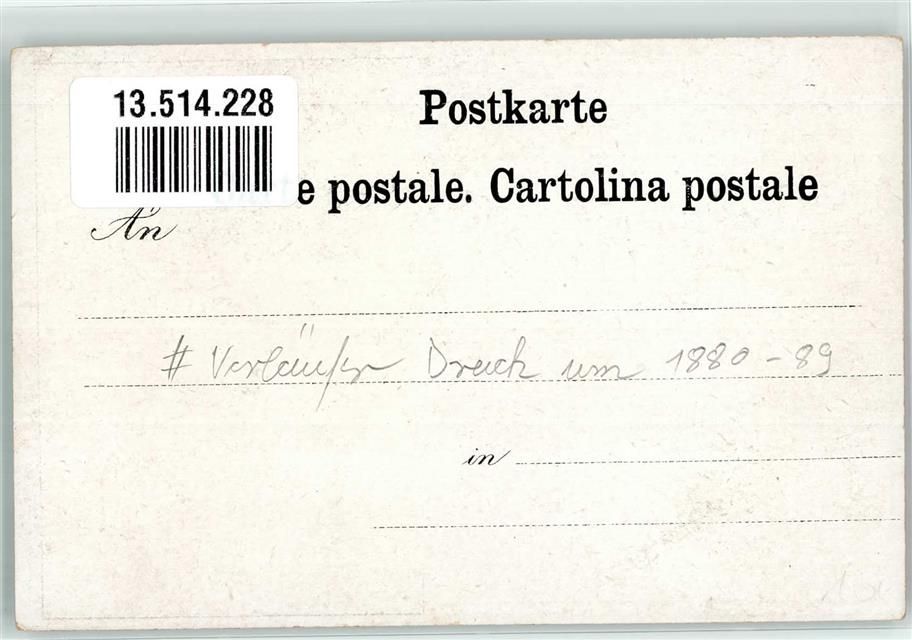 13.514.228
Postkarte
e postale. Cartolina postale
An
# Vorläufer Druck um 1880-89
in